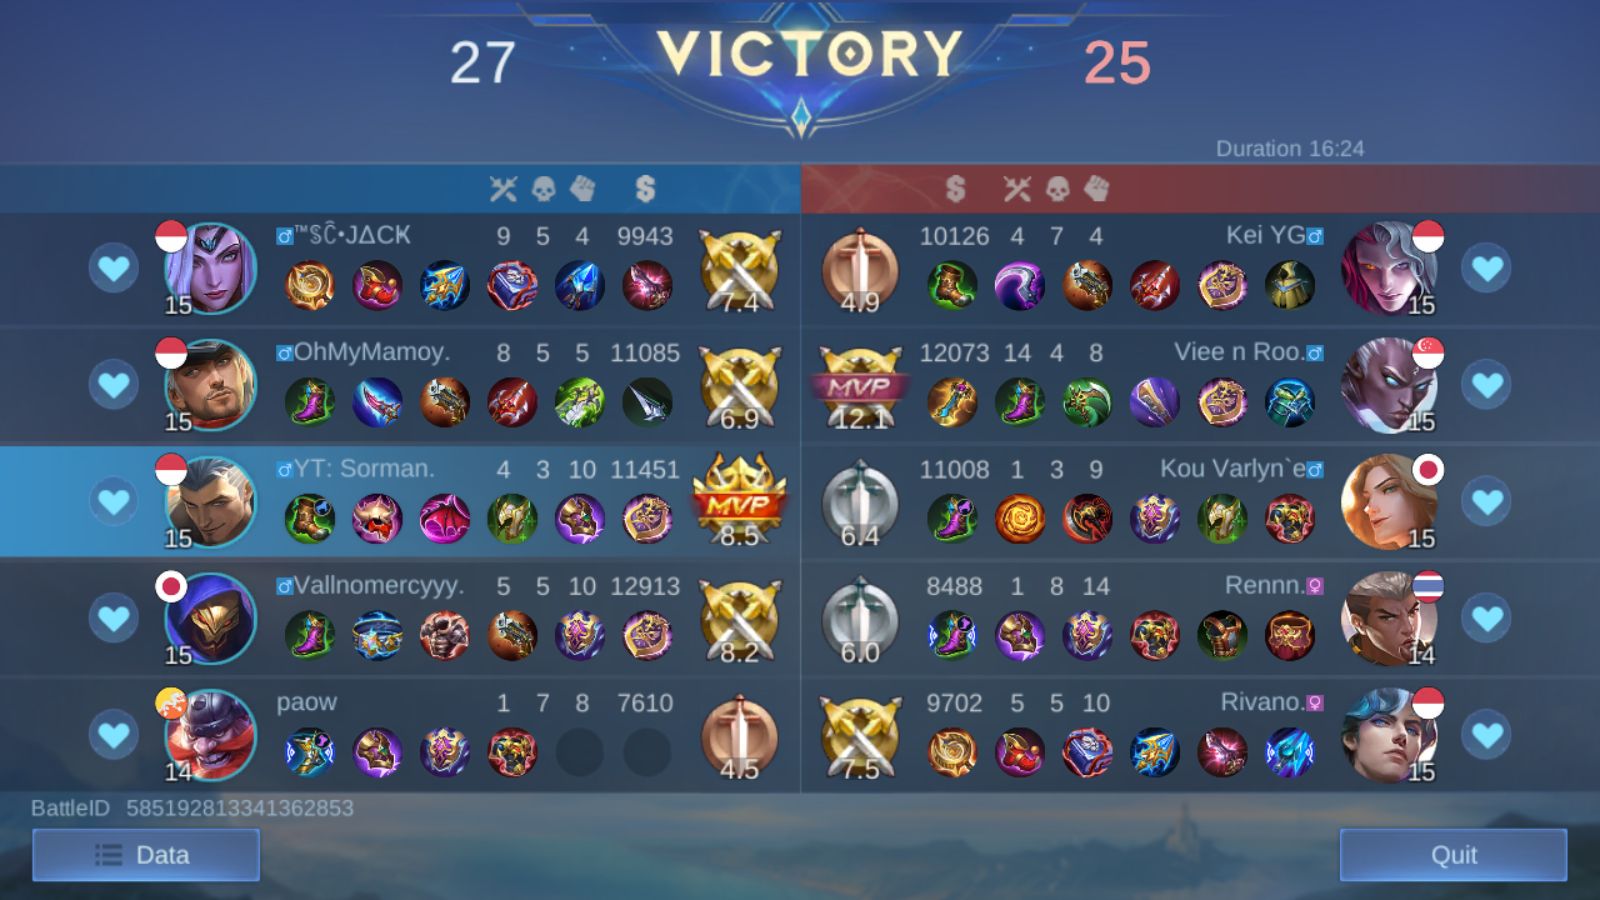 27 VICTORY 25
Duration 16:24
™$Ĉ•JΔCK 9 5 4 9943
15 7.4
4.9 10126 4 7 4 Kei YG
15
OhMyMamoy. 8 5 5 11085
15 6.9
MVP 12.1 12073 14 4 8 Viee n Roo.
15
YT: Sorman. 4 3 10 11451
15 MVP 8.5
6.4 11008 1 3 9 Kou Varlyn`e
15
Vallnomercyyy. 5 5 10 12913
15 8.2
6.0 8488 1 8 14 Rennn.
14
paow 1 7 8 7610
14 4.5
7.5 9702 5 5 10 Rivano.
15
BattleID 585192813341362853
Data
Quit